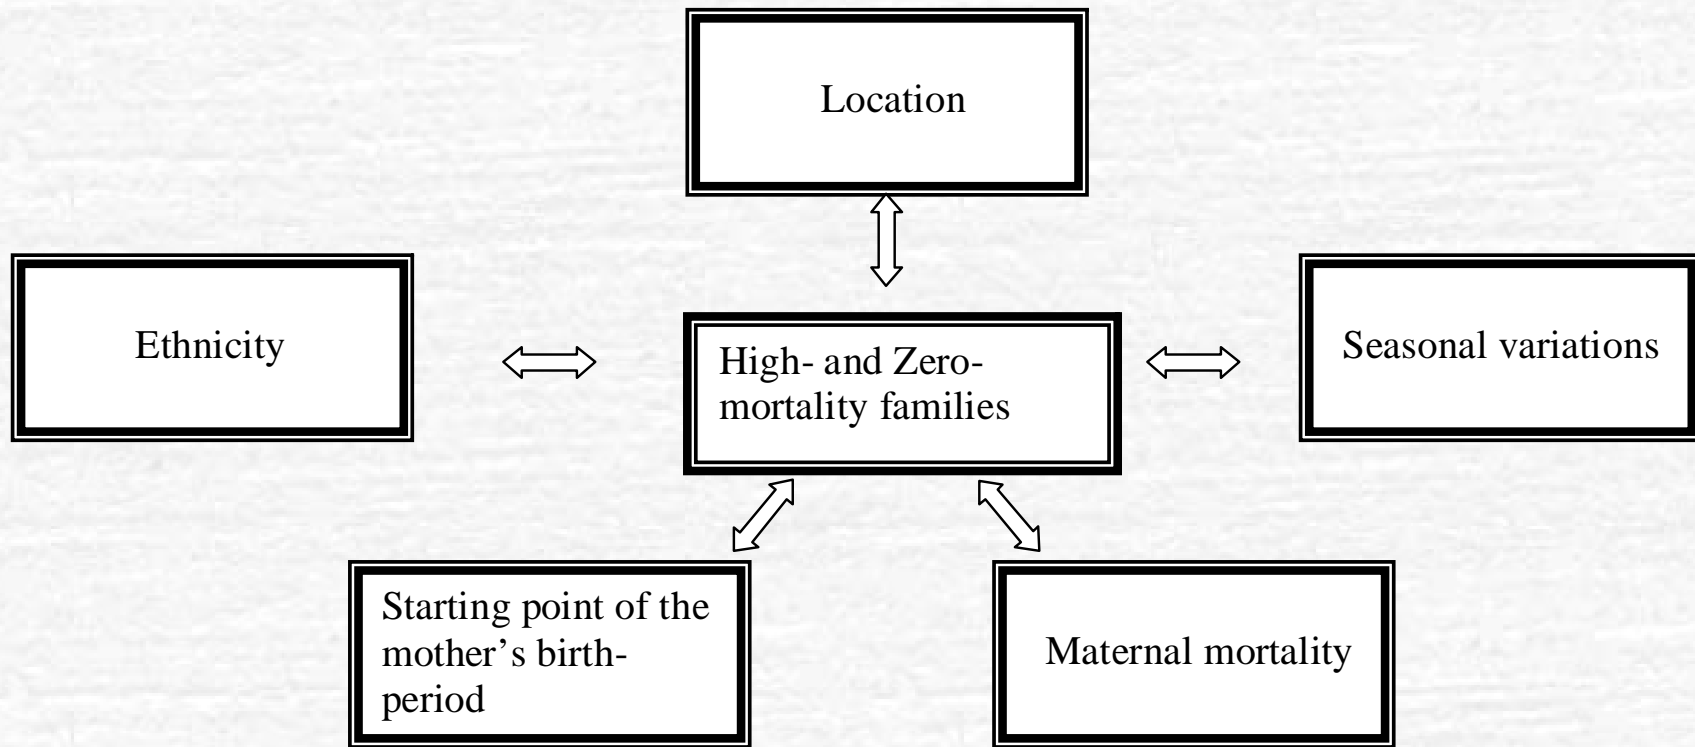 Location
Ethnicity
High- and Zero-
mortality families
Seasonal variations
Starting point of the
mother’s birth-
period
Maternal mortality